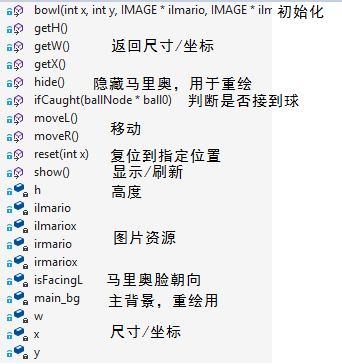 bowl(int x, int y, IMAGE * ilmario, IMAGE * ilm 初始化
getH()
getW() 返回尺寸/坐标
getX()
hide() 隐藏马里奥，用于重绘
ifCaught(ballNode * ball0) 判断是否接到球
moveL()
移动
moveR()
reset(int x) 复位到指定位置
show() 显示/刷新
h 高度
ilmario
ilmariox
图片资源
irmario
irmariox
isFacingL 马里奥脸朝向
main_bg 主背景，重绘用
w
x 尺寸/坐标
y